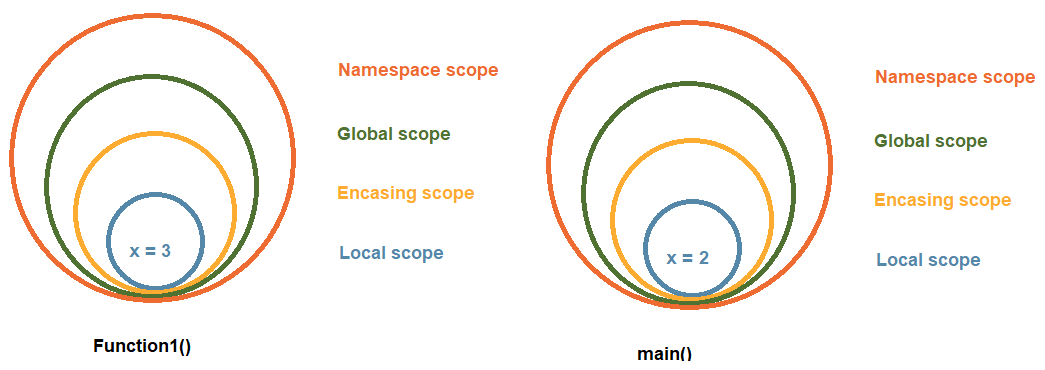 Namespace scope
Global scope
Encasing scope
Local scope
x = 3
Function1()
Namespace scope
Global scope
Encasing scope
Local scope
x = 2
main()